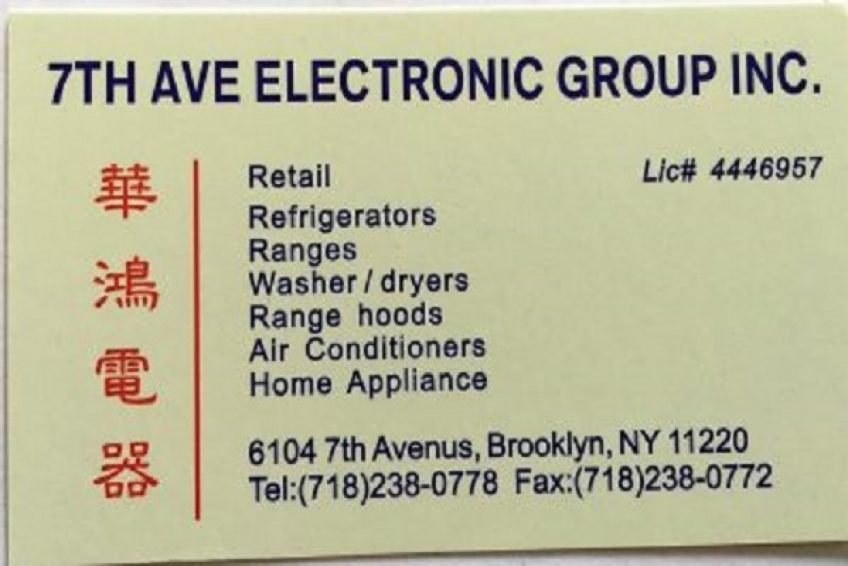 7TH AVE ELECTRONIC GROUP INC.
華鴻電器
Retail
Lic# 4446957
Refrigerators
Ranges
Washer / dryers
Range hoods
Air Conditioners
Home Appliance
6104 7th Avenus, Brooklyn, NY 11220
Tel:(718)238-0778 Fax:(718)238-0772